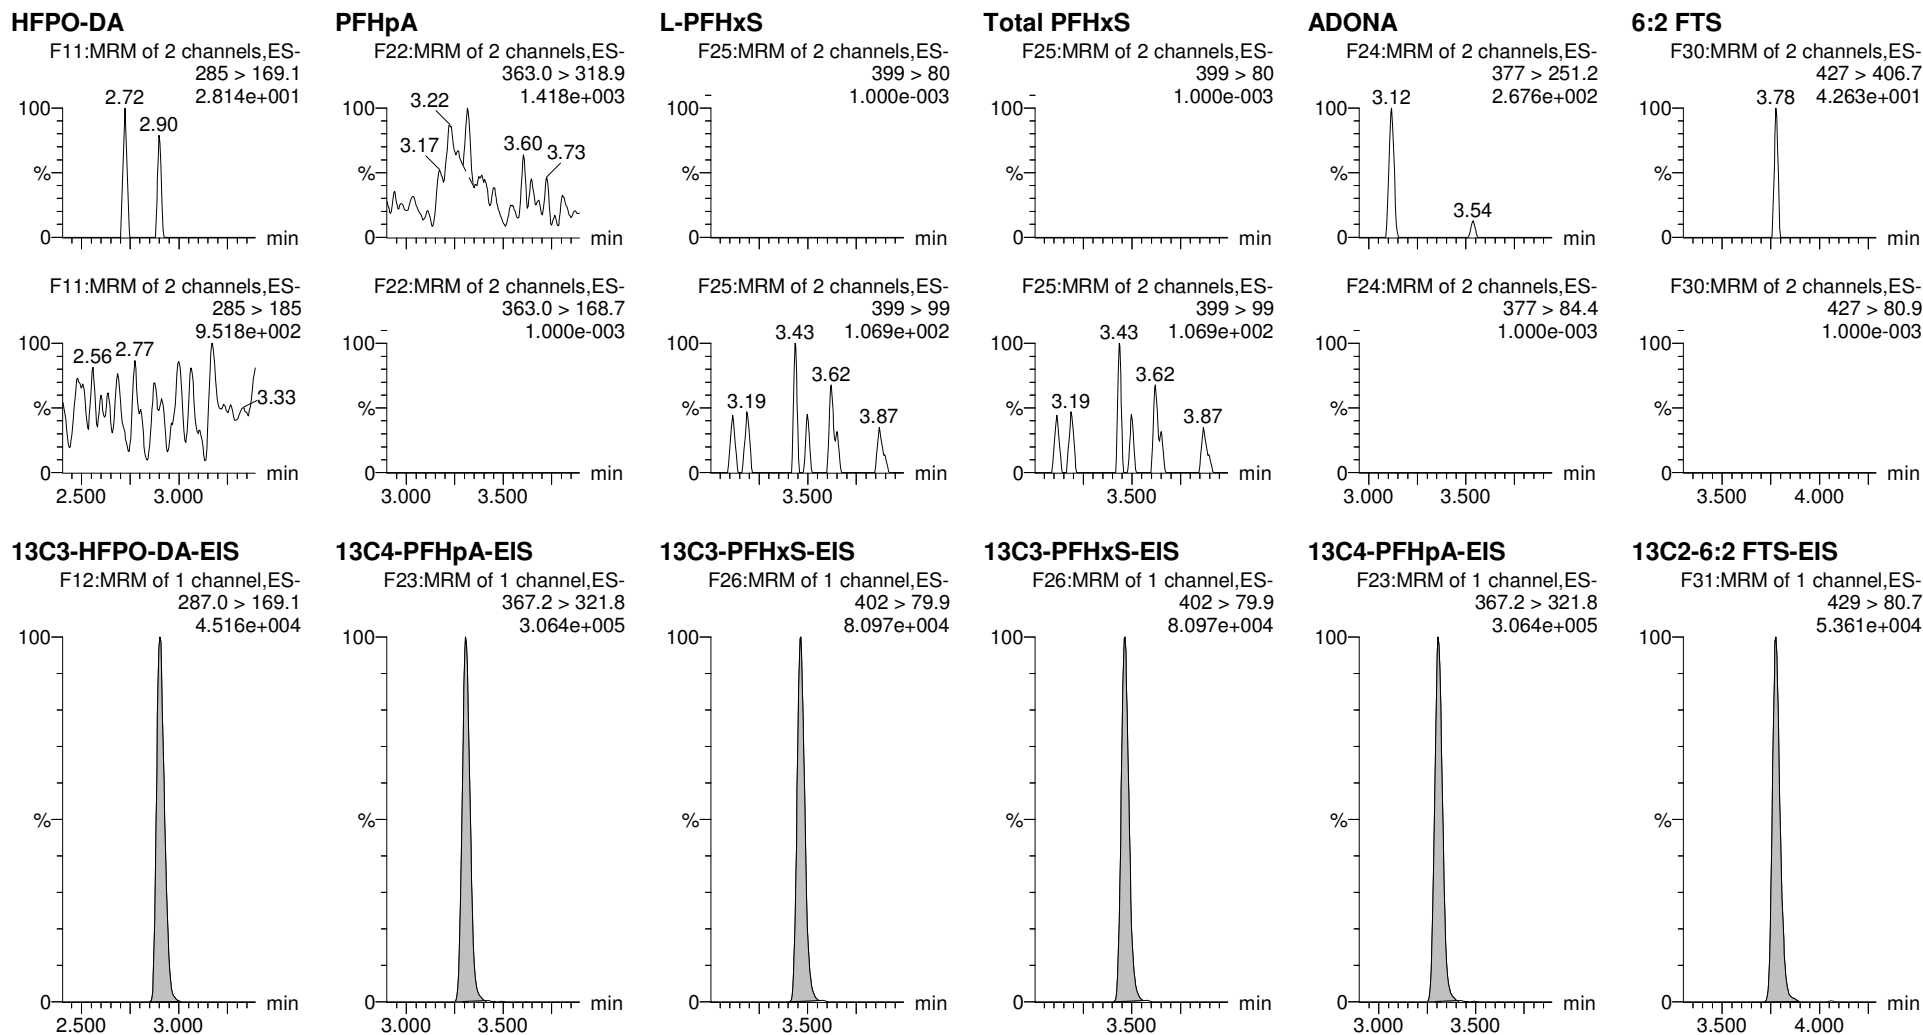 HFPO-DA
F11:MRM of 2 channels,ES-
285 > 169.1
2.814e+001
100
2.72
2.90
%
0
min
F11:MRM of 2 channels,ES-
285 > 185
9.518e+002
100
2.56
2.77
3.33
%
0
min
2.500
3.000
PFHpA
F22:MRM of 2 channels,ES-
363.0 > 318.9
1.418e+003
100
3.22
3.17
3.60
3.73
%
0
min
F22:MRM of 2 channels,ES-
363.0 > 168.7
1.000e-003
100
%
0
min
3.000
3.500
L-PFHxS
F25:MRM of 2 channels,ES-
399 > 80
1.000e-003
100
%
0
min
F25:MRM of 2 channels,ES-
399 > 99
1.069e+002
100
3.43
3.62
3.19
3.87
%
0
min
3.500
Total PFHxS
F25:MRM of 2 channels,ES-
399 > 80
1.000e-003
100
%
0
min
F25:MRM of 2 channels,ES-
399 > 99
1.069e+002
100
3.43
3.62
3.19
3.87
%
0
min
3.500
ADONA
F24:MRM of 2 channels,ES-
377 > 251.2
2.676e+002
100
3.12
3.54
%
0
min
F24:MRM of 2 channels,ES-
377 > 84.4
1.000e-003
100
%
0
min
3.000
3.500
6:2 FTS
F30:MRM of 2 channels,ES-
427 > 406.7
4.263e+001
100
3.78
%
0
min
F30:MRM of 2 channels,ES-
427 > 80.9
1.000e-003
100
%
0
min
3.500
4.000
13C3-HFPO-DA-EIS
F12:MRM of 1 channel,ES-
287.0 > 169.1
4.516e+004
100
%
0
min
2.500
3.000
13C4-PFHpA-EIS
F23:MRM of 1 channel,ES-
367.2 > 321.8
3.064e+005
100
%
0
min
3.000
3.500
13C3-PFHxS-EIS
F26:MRM of 1 channel,ES-
402 > 79.9
8.097e+004
100
%
0
min
3.500
13C3-PFHxS-EIS
F26:MRM of 1 channel,ES-
402 > 79.9
8.097e+004
100
%
0
min
3.500
13C4-PFHpA-EIS
F23:MRM of 1 channel,ES-
367.2 > 321.8
3.064e+005
100
%
0
min
3.000
3.500
13C2-6:2 FTS-EIS
F31:MRM of 1 channel,ES-
429 > 80.7
5.361e+004
100
%
0
min
3.500
4.000